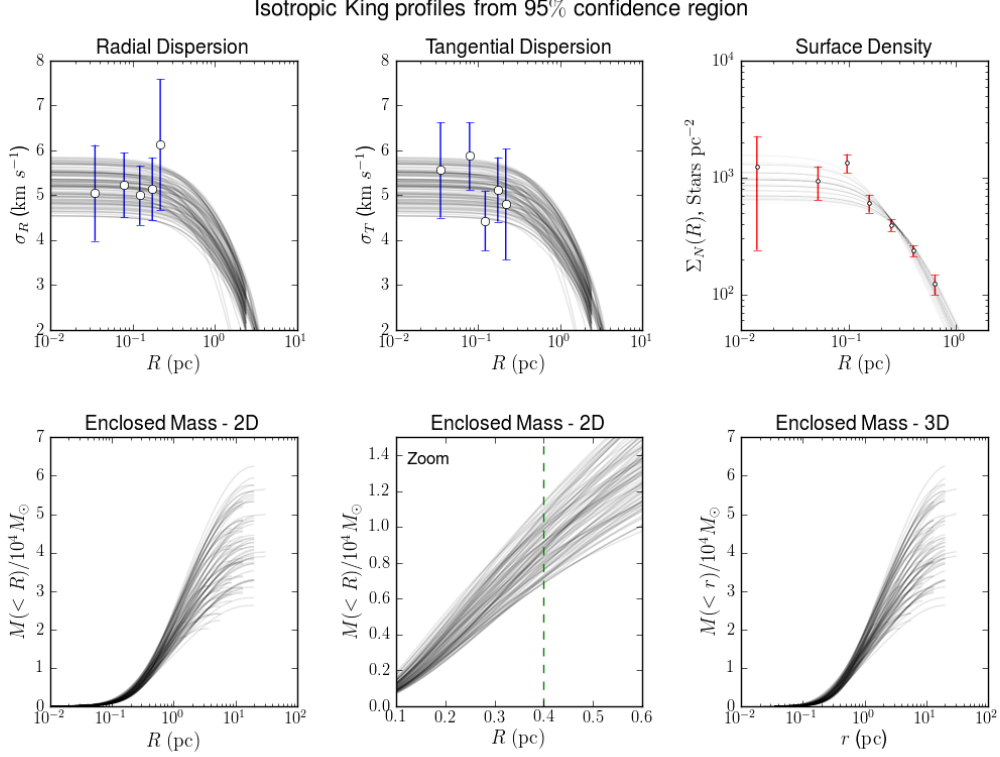 Isotropic King profiles from 95% confidence region
Radial Dispersion
8
7
6
5
4
3
2
σ_R (km s⁻¹)
10⁻² 10⁻¹ 10⁰ 10¹
R (pc)
Tangential Dispersion
8
7
6
5
4
3
2
σ_T (km s⁻¹)
10⁻² 10⁻¹ 10⁰ 10¹
R (pc)
Surface Density
10⁴
10³
10²
Σ_N(R), Stars pc⁻²
10⁻² 10⁻¹ 10⁰
R (pc)
Enclosed Mass - 2D
7
6
5
4
3
2
1
0
M(< R)/10⁴ M⊙
10⁻² 10⁻¹ 10⁰ 10¹ 10²
R (pc)
Enclosed Mass - 2D
Zoom
1.4
1.2
1.0
0.8
0.6
0.4
0.2
0.0
M(< R)/10⁴ M⊙
0.1 0.2 0.3 0.4 0.5 0.6
R (pc)
Enclosed Mass - 3D
7
6
5
4
3
2
1
0
M(< r)/10⁴ M⊙
10⁻² 10⁻¹ 10⁰ 10¹ 10²
r (pc)